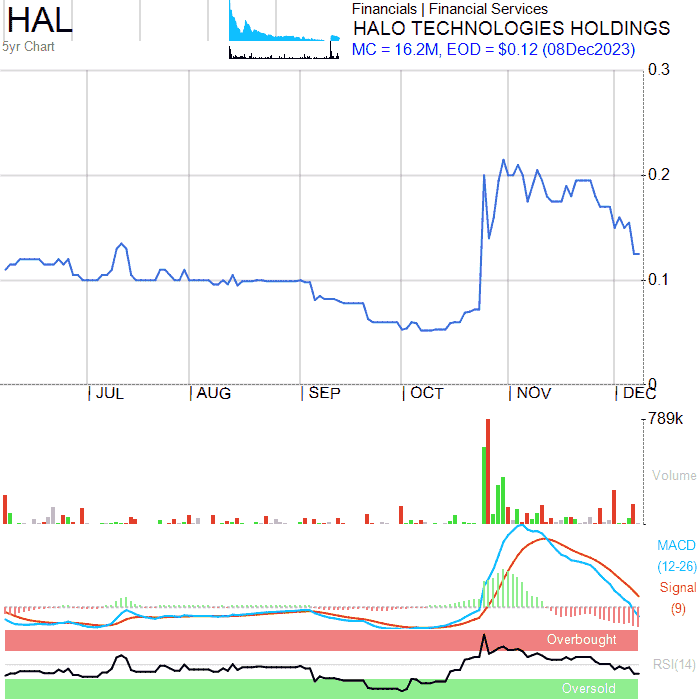 HAL
5yr Chart
Financials | Financial Services
HALO TECHNOLOGIES HOLDINGS
MC = 16.2M, EOD = $0.12 (08Dec2023)
0.3
0.2
0.1
0
JUL AUG SEP OCT NOV DEC
789k
Volume
MACD
(12-26)
Signal
(9)
Overbought
RSI(14)
Oversold